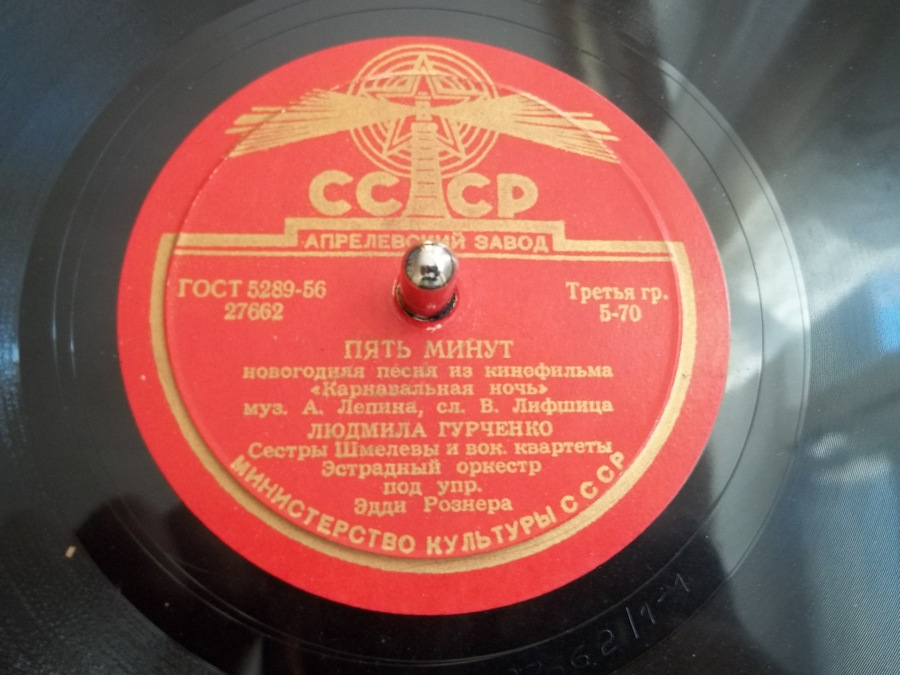 СССР
АПРЕЛЕВСКИЙ ЗАВОД
ГОСТ 5289-56
27662
Третья гр.
5-70
ПЯТЬ МИНУТ
новогодняя песня из кинофильма
«Карнавальная ночь»
муз. А. Лепина, сл. В. Лифшица
ЛЮДМИЛА ГУРЧЕНКО
Сестры Шмелевы и вок. квартеты
Эстрадный оркестр
под упр.
Эдди Рознера
МИНИСТЕРСТВО КУЛЬТУРЫ СССР